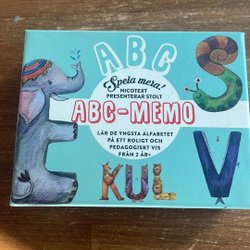 ABC
Spela mera!
NICOTEXT
PRESENTERAR STOLT
ABC-MEMO
LÄR DE YNGSTA ALFABETET
PÅ ETT ROLIGT OCH
PEDAGOGISKT VIS
FRÅN 2 ÅR+
S
E
KUL
V